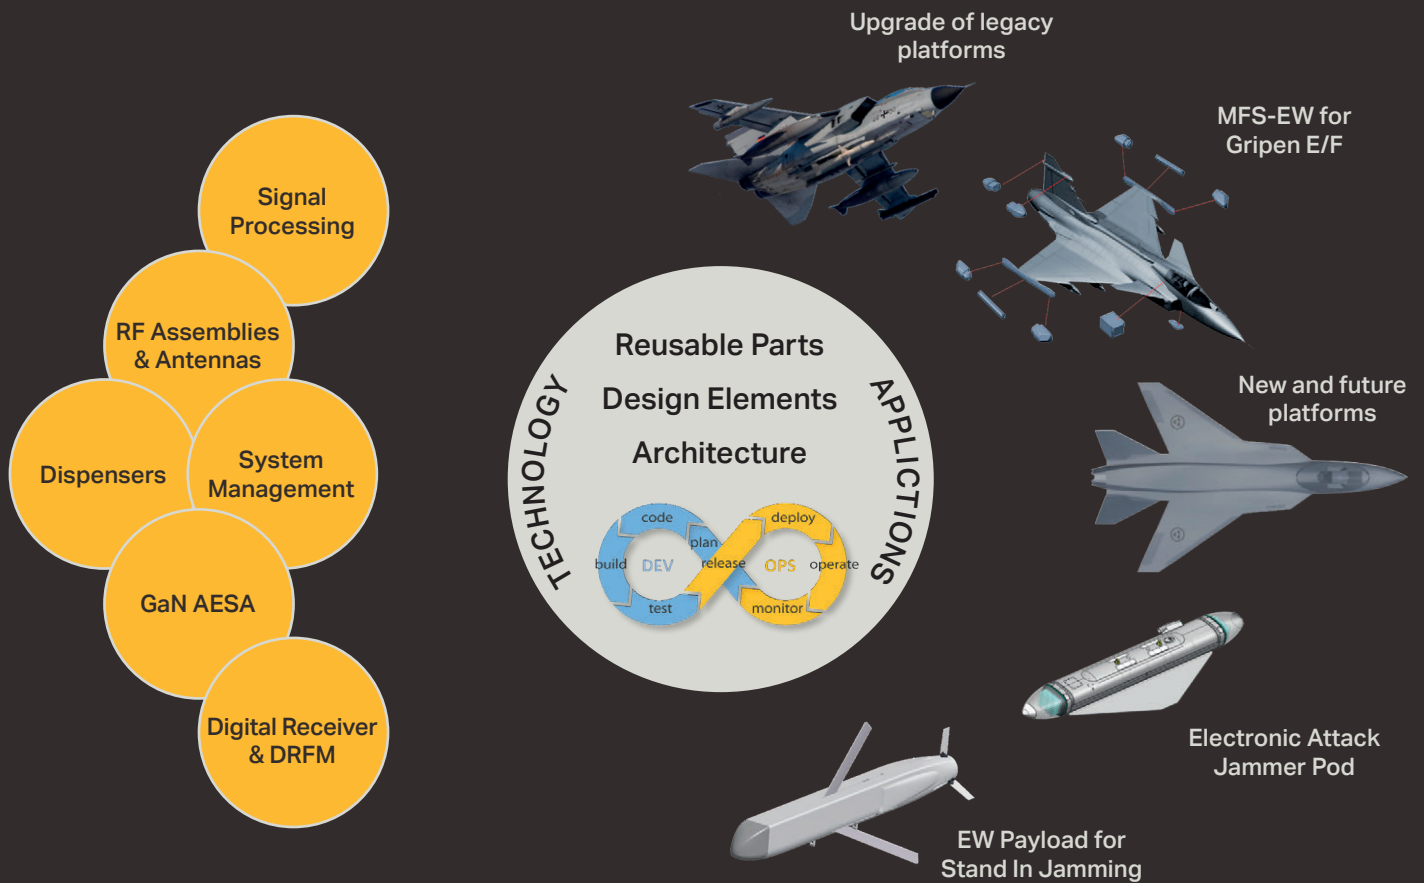 Upgrade of legacy
platforms
MFS-EW for
Gripen E/F
Signal
Processing
RF Assemblies
& Antennas
Dispensers
System
Management
GaN AESA
Digital Receiver
& DRFM
TECHNOLOGY
Reusable Parts
Design Elements
Architecture
APPLICTIONS
code
plan
build
DEV
test
release
deploy
OPS
operate
monitor
New and future
platforms
Electronic Attack
Jammer Pod
EW Payload for
Stand In Jamming